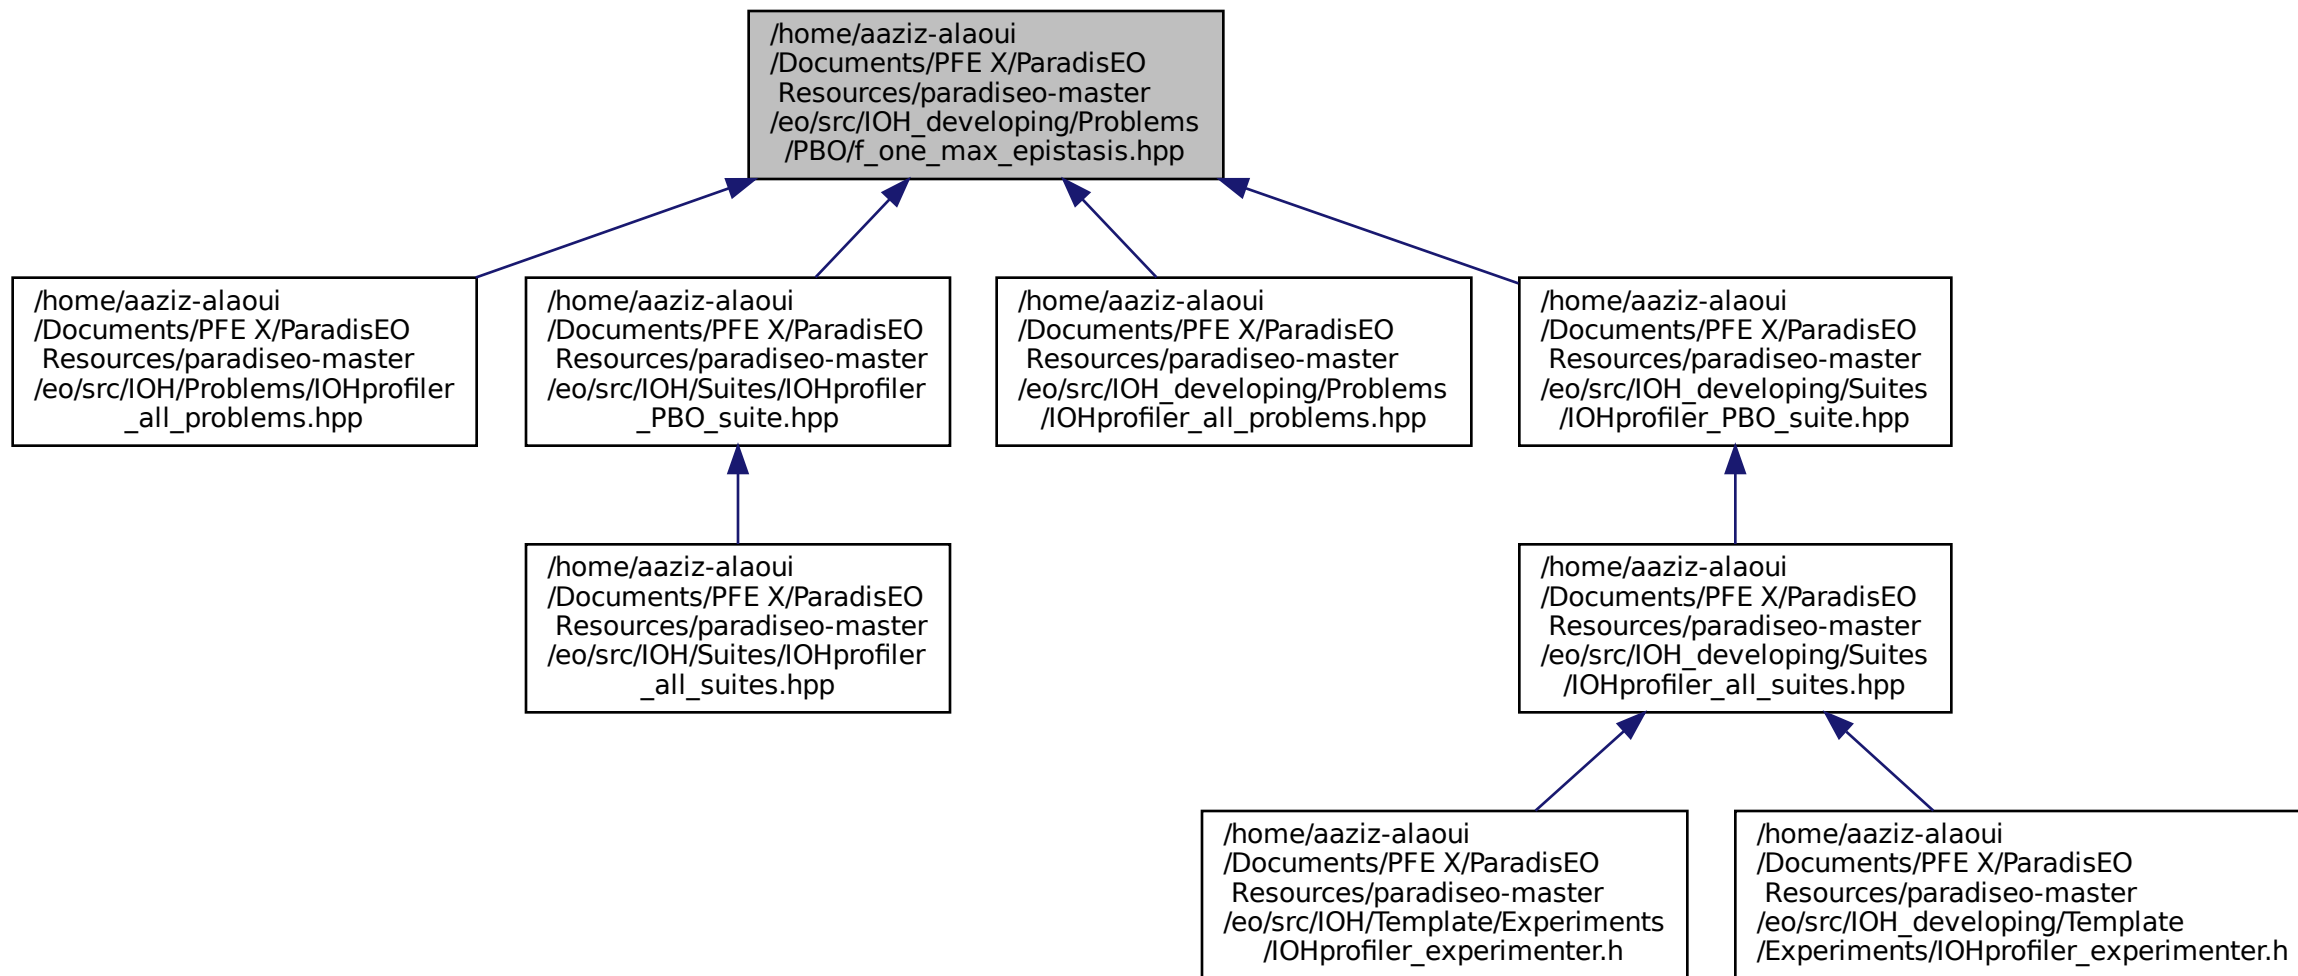 /home/aaziz-alaoui
/Documents/PFE X/ParadisEO
Resources/paradiseo-master
/eo/src/IOH_developing/Problems
/PBO/f_one_max_epistasis.hpp
/home/aaziz-alaoui
/Documents/PFE X/ParadisEO
Resources/paradiseo-master
/eo/src/IOH/Problems/IOHprofiler
_all_problems.hpp
/home/aaziz-alaoui
/Documents/PFE X/ParadisEO
Resources/paradiseo-master
/eo/src/IOH/Suites/IOHprofiler
_PBO_suite.hpp
/home/aaziz-alaoui
/Documents/PFE X/ParadisEO
Resources/paradiseo-master
/eo/src/IOH_developing/Problems
/IOHprofiler_all_problems.hpp
/home/aaziz-alaoui
/Documents/PFE X/ParadisEO
Resources/paradiseo-master
/eo/src/IOH_developing/Suites
/IOHprofiler_PBO_suite.hpp
/home/aaziz-alaoui
/Documents/PFE X/ParadisEO
Resources/paradiseo-master
/eo/src/IOH/Suites/IOHprofiler
_all_suites.hpp
/home/aaziz-alaoui
/Documents/PFE X/ParadisEO
Resources/paradiseo-master
/eo/src/IOH_developing/Suites
/IOHprofiler_all_suites.hpp
/home/aaziz-alaoui
/Documents/PFE X/ParadisEO
Resources/paradiseo-master
/eo/src/IOH/Template/Experiments
/IOHprofiler_experimenter.h
/home/aaziz-alaoui
/Documents/PFE X/ParadisEO
Resources/paradiseo-master
/eo/src/IOH_developing/Template
/Experiments/IOHprofiler_experimenter.h